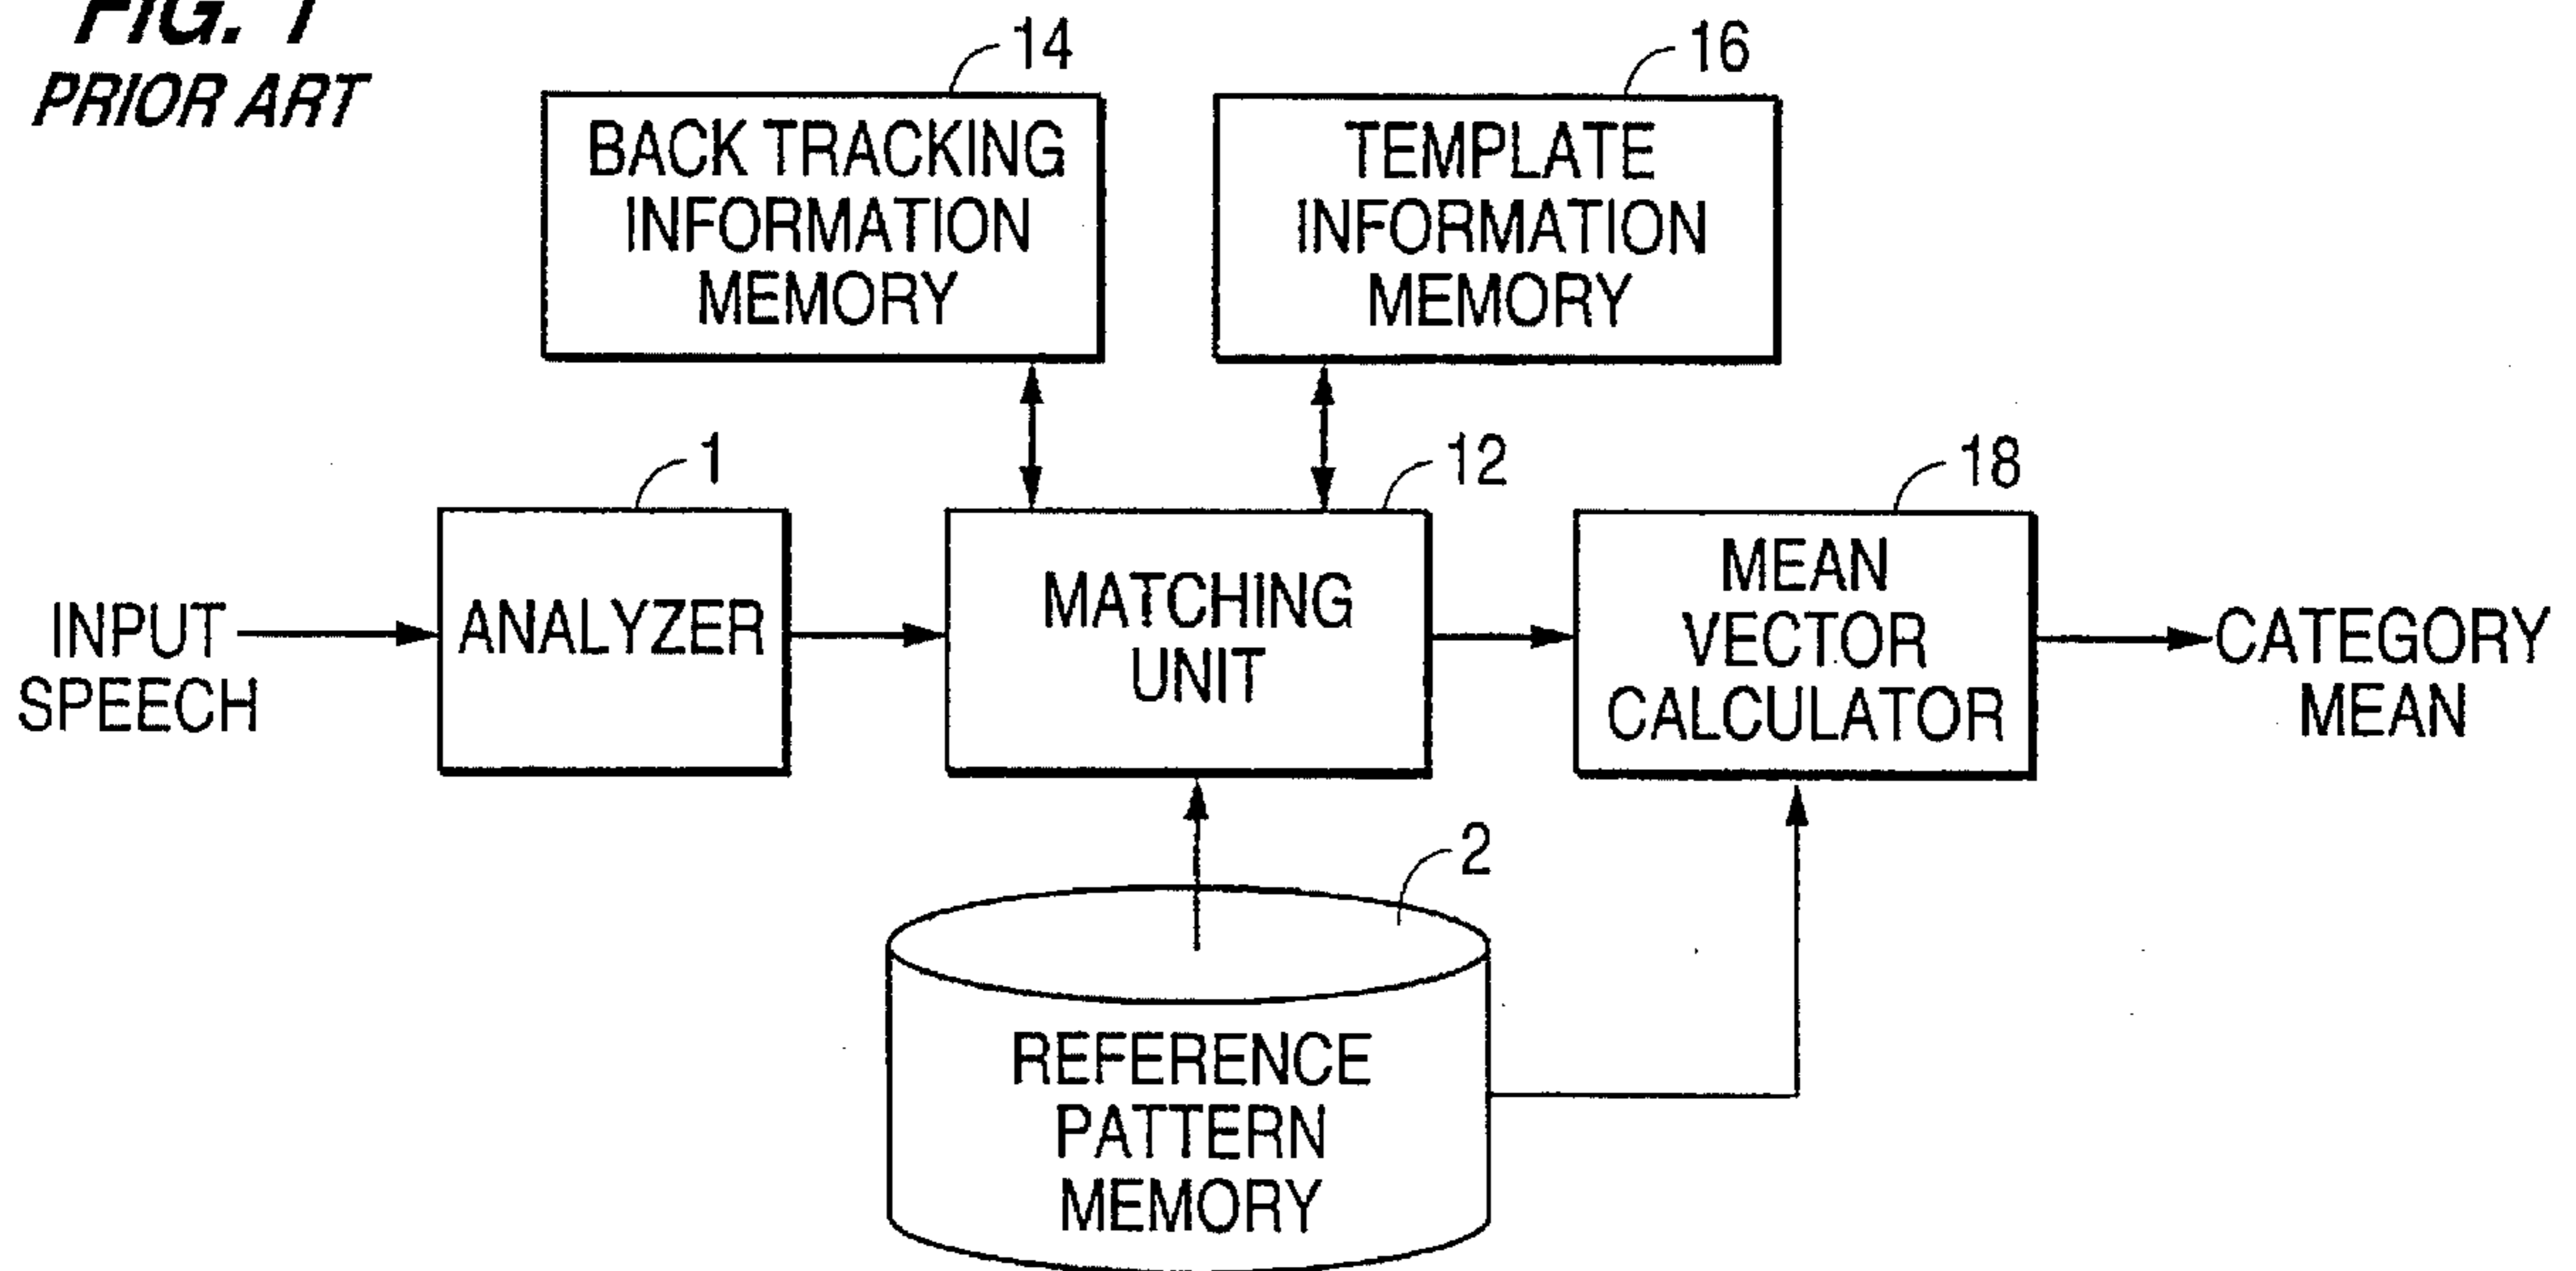 FIG. 1
PRIOR ART
14
16
BACK TRACKING
INFORMATION
MEMORY
TEMPLATE
INFORMATION
MEMORY
1
12
18
INPUT
SPEECH
ANALYZER
MATCHING
UNIT
MEAN
VECTOR
CALCULATOR
CATEGORY
MEAN
2
REFERENCE
PATTERN
MEMORY